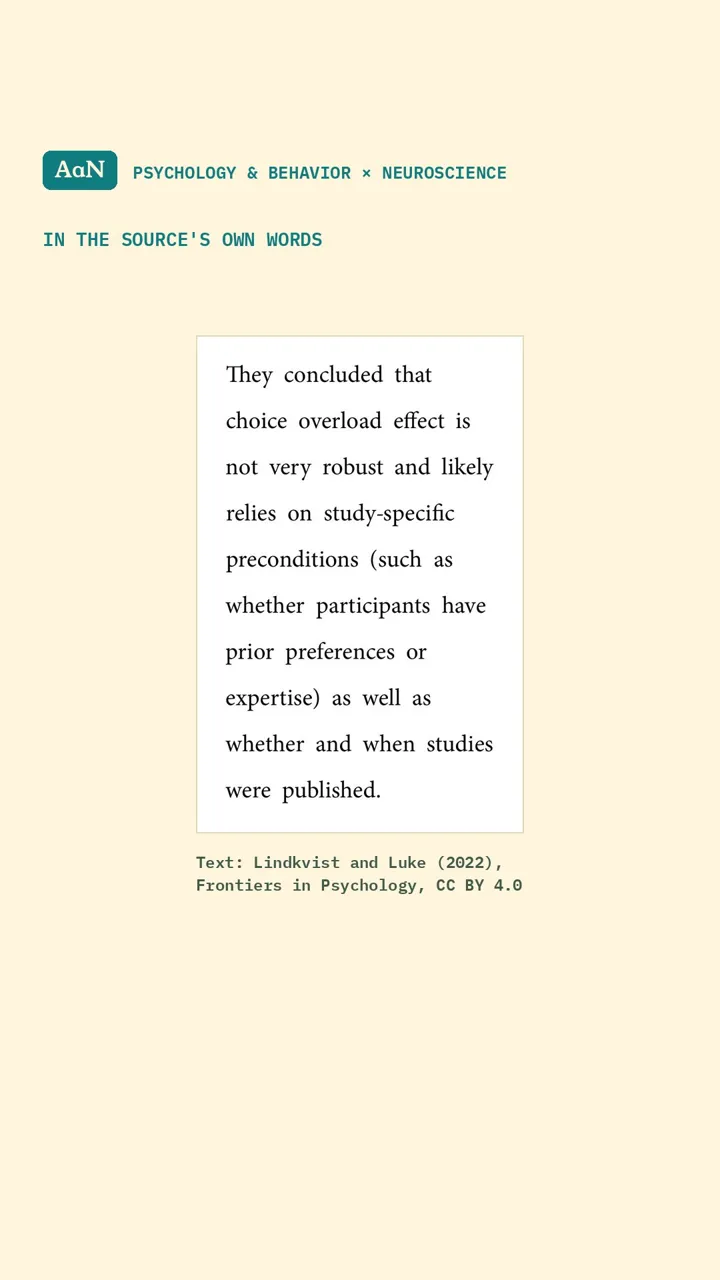 AaN PSYCHOLOGY & BEHAVIOR × NEUROSCIENCE
IN THE SOURCE'S OWN WORDS
They concluded that
choice overload effect is
not very robust and likely
relies on study-specific
preconditions (such as
whether participants have
prior preferences or
expertise) as well as
whether and when studies
were published.
Text: Lindkvist and Luke (2022),
Frontiers in Psychology, CC BY 4.0